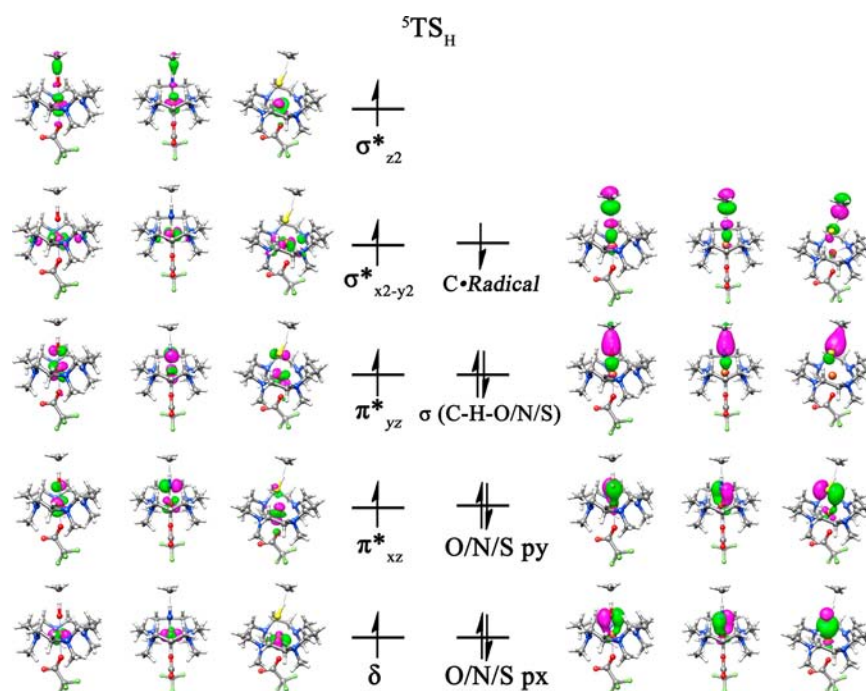 ⁵TS_H
σ*_z2
σ*_x2-y2 C•Radical
π*_yz σ (C-H-O/N/S)
π*_xz O/N/S py
δ O/N/S px